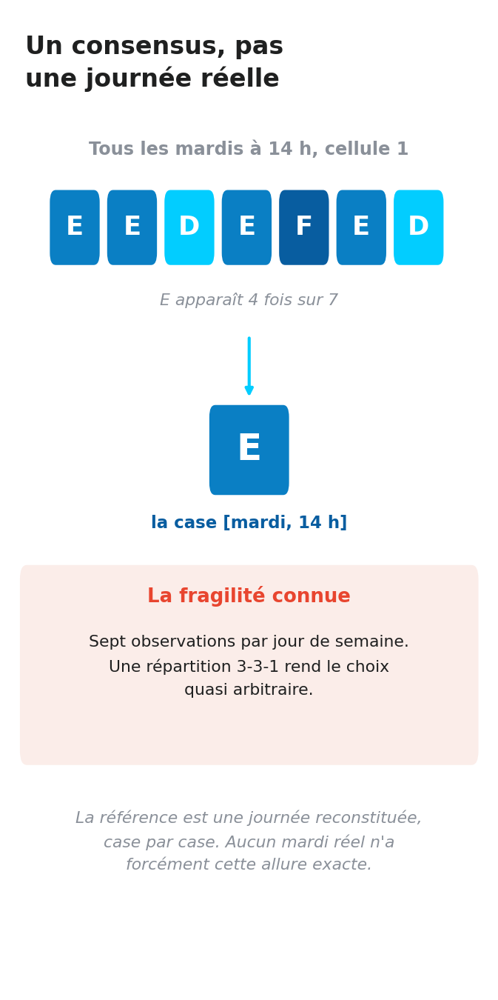 Un consensus, pas
une journée réelle
Tous les mardis à 14 h, cellule 1
E E D E F E D
E apparaît 4 fois sur 7
E
la case [mardi, 14 h]
La fragilité connue
Sept observations par jour de semaine.
Une répartition 3-3-1 rend le choix
quasi arbitraire.
La référence est une journée reconstituée,
case par case. Aucun mardi réel n'a
forcément cette allure exacte.